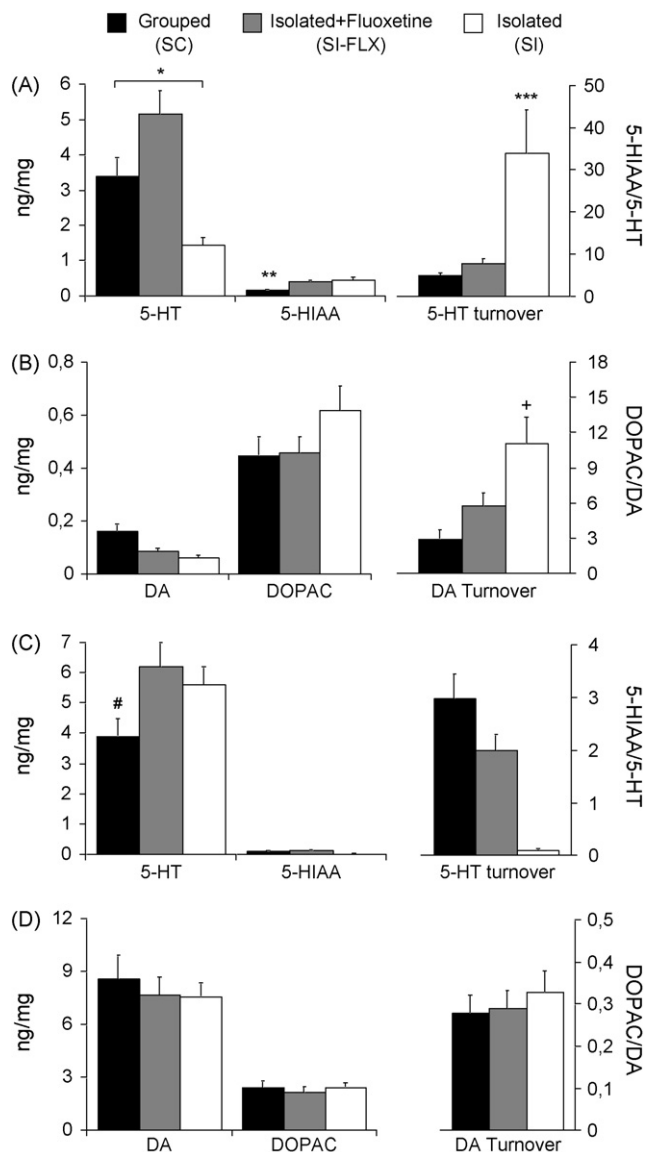 Grouped (SC) Isolated+Fluoxetine (SI-FLX) Isolated (SI)
(A)
6 5 4 3 2 1 0
ng/mg
* ** ***
50 40 30 20 10 0
5-HIAA/5-HT
5-HT 5-HIAA 5-HT turnover
(B)
0,8 0,6 0,4 0,2 0
ng/mg
+
18 15 12 9 6 3 0
DOPAC/DA
DA DOPAC DA Turnover
(C)
7 6 5 4 3 2 1 0
ng/mg
#
4 3 2 1 0
5-HIAA/5-HT
5-HT 5-HIAA 5-HT turnover
(D)
12 9 6 3 0
ng/mg
0,5 0,4 0,3 0,2 0,1 0
DOPAC/DA
DA DOPAC DA Turnover